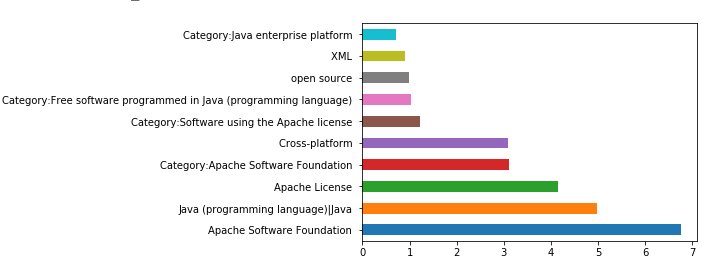 Category:Java enterprise platform
XML
open source
Category:Free software programmed in Java (programming language)
Category:Software using the Apache license
Cross-platform
Category:Apache Software Foundation
Apache License
Java (programming language)|Java
Apache Software Foundation
0 1 2 3 4 5 6 7